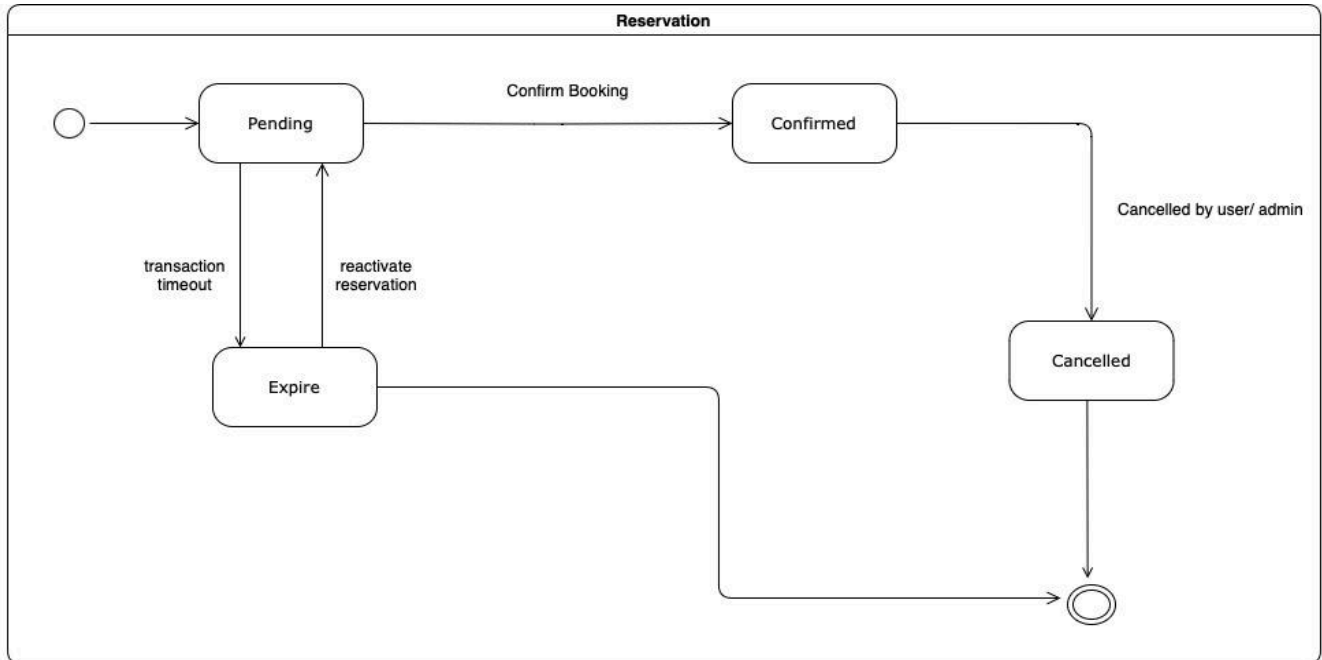 Reservation
Confirm Booking
Pending
Confirmed
Cancelled by user/ admin
transaction
timeout
reactivate
reservation
Expire
Cancelled